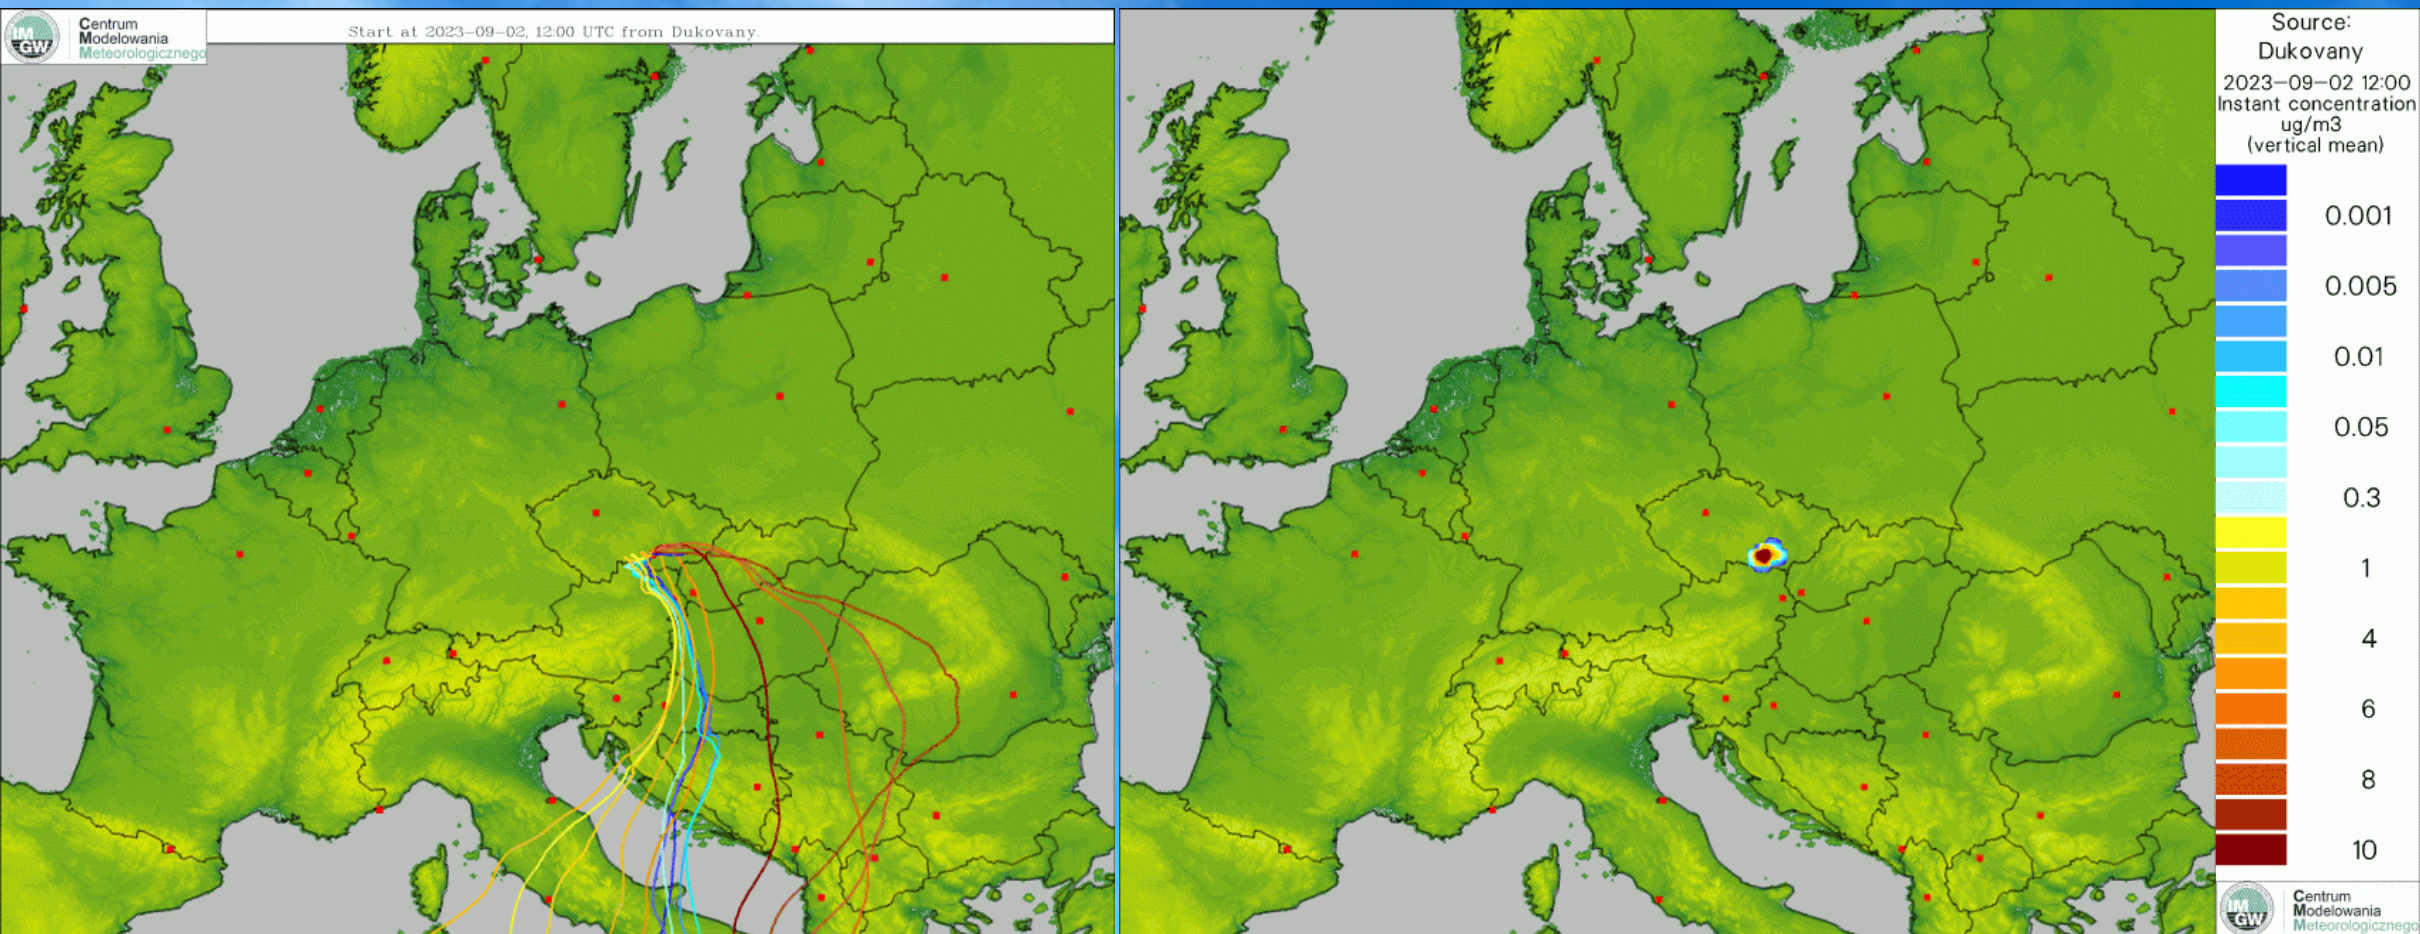 IM
GW
Centrum
Modelowania
Meteorologicznego
Start at 2023-09-02, 12:00 UTC from Dukovany.
Source:
Dukovany
2023-09-02 12:00
Instant concentration
ug/m3
(vertical mean)
0.001
0.005
0.01
0.05
0.3
1
4
6
8
10
IM
GW
Centrum
Modelowania
Meteorologicznego